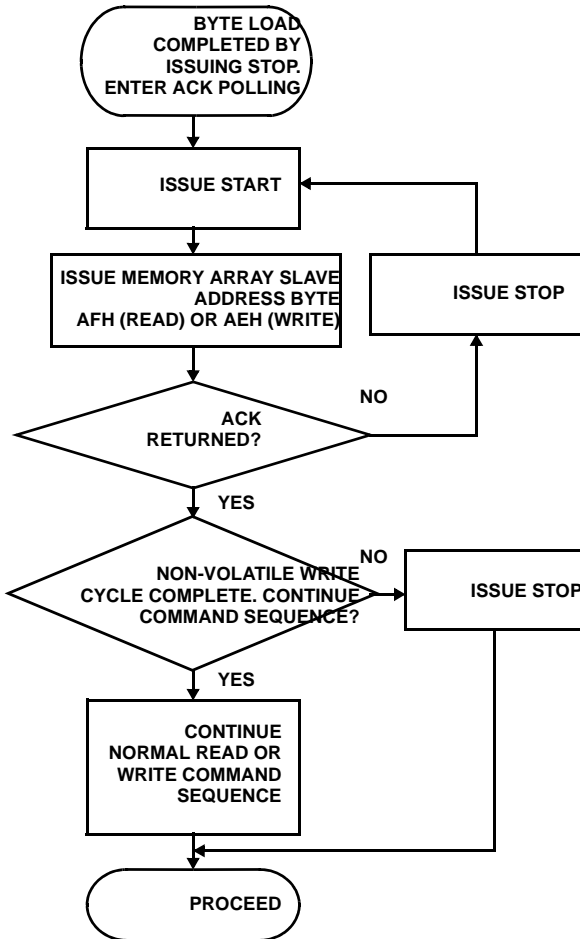 BYTE LOAD
COMPLETED BY
ISSUING STOP.
ENTER ACK POLLING
ISSUE START
ISSUE MEMORY ARRAY SLAVE
ADDRESS BYTE
AFH (READ) OR AEH (WRITE)
ISSUE STOP
NO
ACK
RETURNED?
YES
NO
NON-VOLATILE WRITE
CYCLE COMPLETE. CONTINUE
COMMAND SEQUENCE?
ISSUE STOP
YES
CONTINUE
NORMAL READ OR
WRITE COMMAND
SEQUENCE
PROCEED